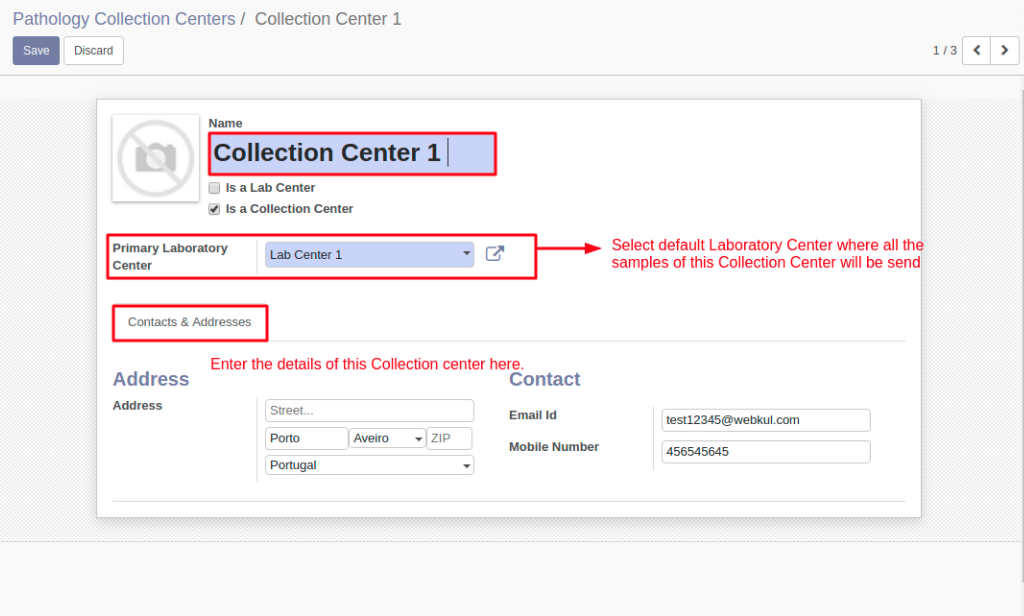 Pathology Collection Centers / Collection Center 1
Save Discard 1 / 3
Name
Collection Center 1
Is a Lab Center
Is a Collection Center
Primary Laboratory Center
Lab Center 1
Select default Laboratory Center where all the
samples of this Collection Center will be send
Contacts & Addresses
Enter the details of this Collection center here.
Address
Address
Street...
Porto Aveiro ZIP
Portugal
Contact
Email Id test12345@webkul.com
Mobile Number 456545645